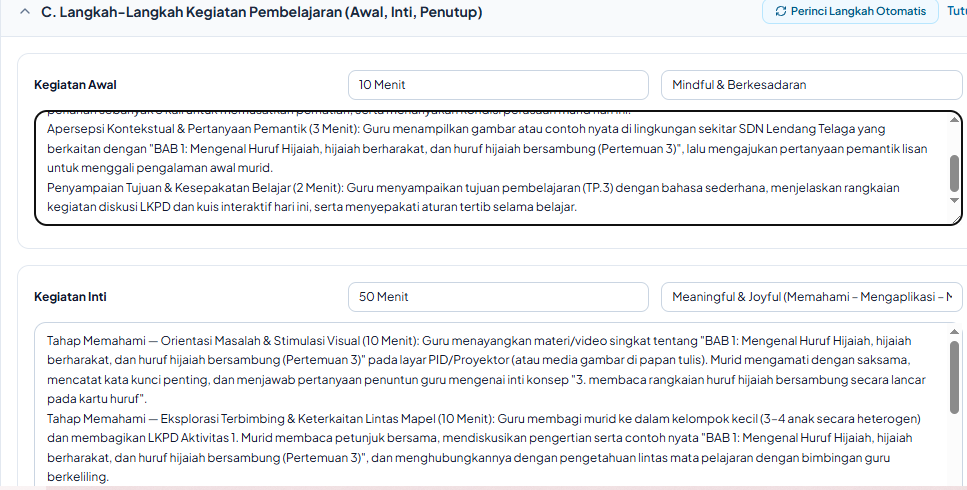 C. Langkah-Langkah Kegiatan Pembelajaran (Awal, Inti, Penutup)
Perinci Langkah Otomatis
Kegiatan Awal
10 Menit
Mindful & Berkesadaran
Apersepsi Kontekstual & Pertanyaan Pemantik (3 Menit): Guru menampilkan gambar atau contoh nyata di lingkungan sekitar SDN Lendang Telaga yang
berkaitan dengan "BAB 1: Mengenal Huruf Hijaiah, hijaiah berharakat, dan huruf hijaiah bersambung (Pertemuan 3)", lalu mengajukan pertanyaan pemantik lisan
untuk menggali pengalaman awal murid.
Penyampaian Tujuan & Kesepakatan Belajar (2 Menit): Guru menyampaikan tujuan pembelajaran (TP.3) dengan bahasa sederhana, menjelaskan rangkaian
kegiatan diskusi LKPD dan kuis interaktif hari ini, serta menyepakati aturan tertib selama belajar.
Kegiatan Inti
50 Menit
Meaningful & Joyful (Memahami - Mengaplikasi -
Tahap Memahami — Orientasi Masalah & Stimulasi Visual (10 Menit): Guru menayangkan materi/video singkat tentang "BAB 1: Mengenal Huruf Hijaiah, hijaiah
berharakat, dan huruf hijaiah bersambung (Pertemuan 3)" pada layar PID/Proyektor (atau media gambar di papan tulis). Murid mengamati dengan saksama,
mencatat kata kunci penting, dan menjawab pertanyaan penuntun guru mengenai inti konsep "3. membaca rangkaian huruf hijaiah bersambung secara lancar
pada kartu huruf".
Tahap Memahami — Eksplorasi Terbimbing & Keterkaitan Lintas Mapel (10 Menit): Guru membagi murid ke dalam kelompok kecil (3-4 anak secara heterogen)
dan membagikan LKPD Aktivitas 1. Murid membaca petunjuk bersama, mendiskusikan pengertian serta contoh nyata "BAB 1: Mengenal Huruf Hijaiah, hijaiah
berharakat, dan huruf hijaiah bersambung (Pertemuan 3)", dan menghubungkannya dengan pengetahuan lintas mata pelajaran dengan bimbingan guru
berkeliling.